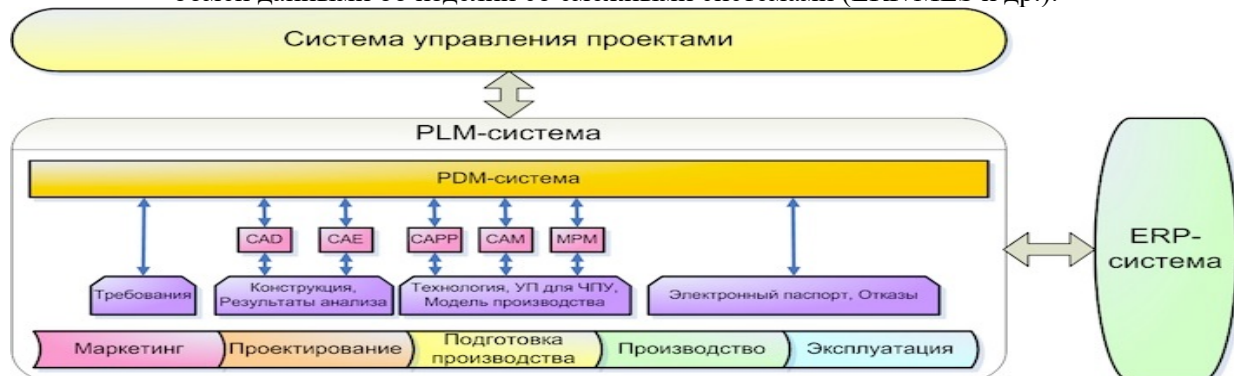 Система управления проектами
PLM-система
PDM-система
CAD CAE CAPP CAM MPM
ERP-
система
Требования
Конструкция,
Результаты анализа
Технология, УП для ЧПУ,
Модель производства
Электронный паспорт, Отказы
Маркетинг
Проектирование
Подготовка
производства
Производство
Эксплуатация